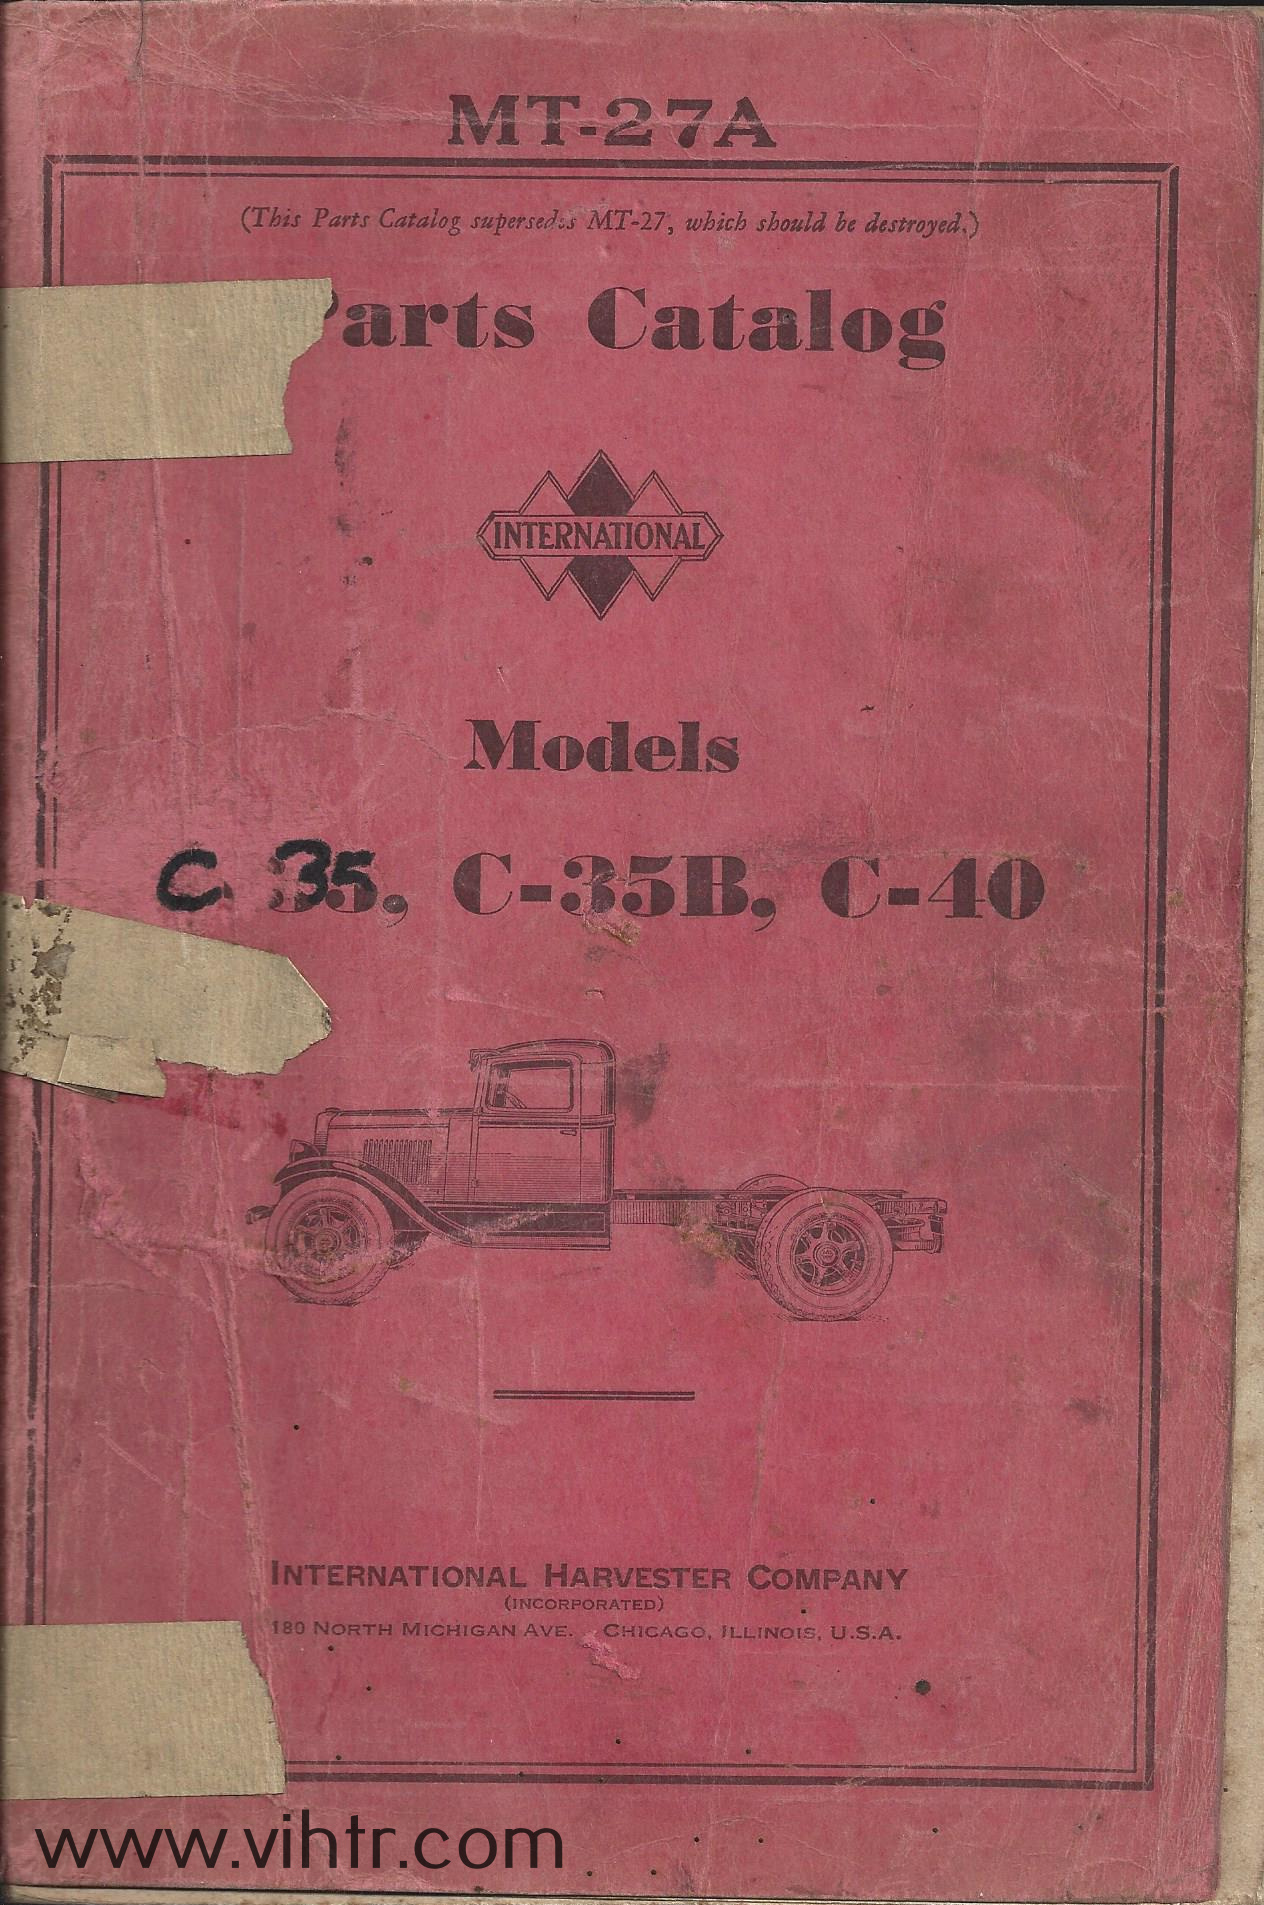 MT-27A
(This Parts Catalog supersedes MT-27, which should be destroyed.)
Parts Catalog
INTERNATIONAL
Models
C 35, C-35B, C-40
INTERNATIONAL HARVESTER COMPANY
(INCORPORATED)
180 NORTH MICHIGAN AVE. CHICAGO, ILLINOIS, U.S.A.
www.vihtr.com